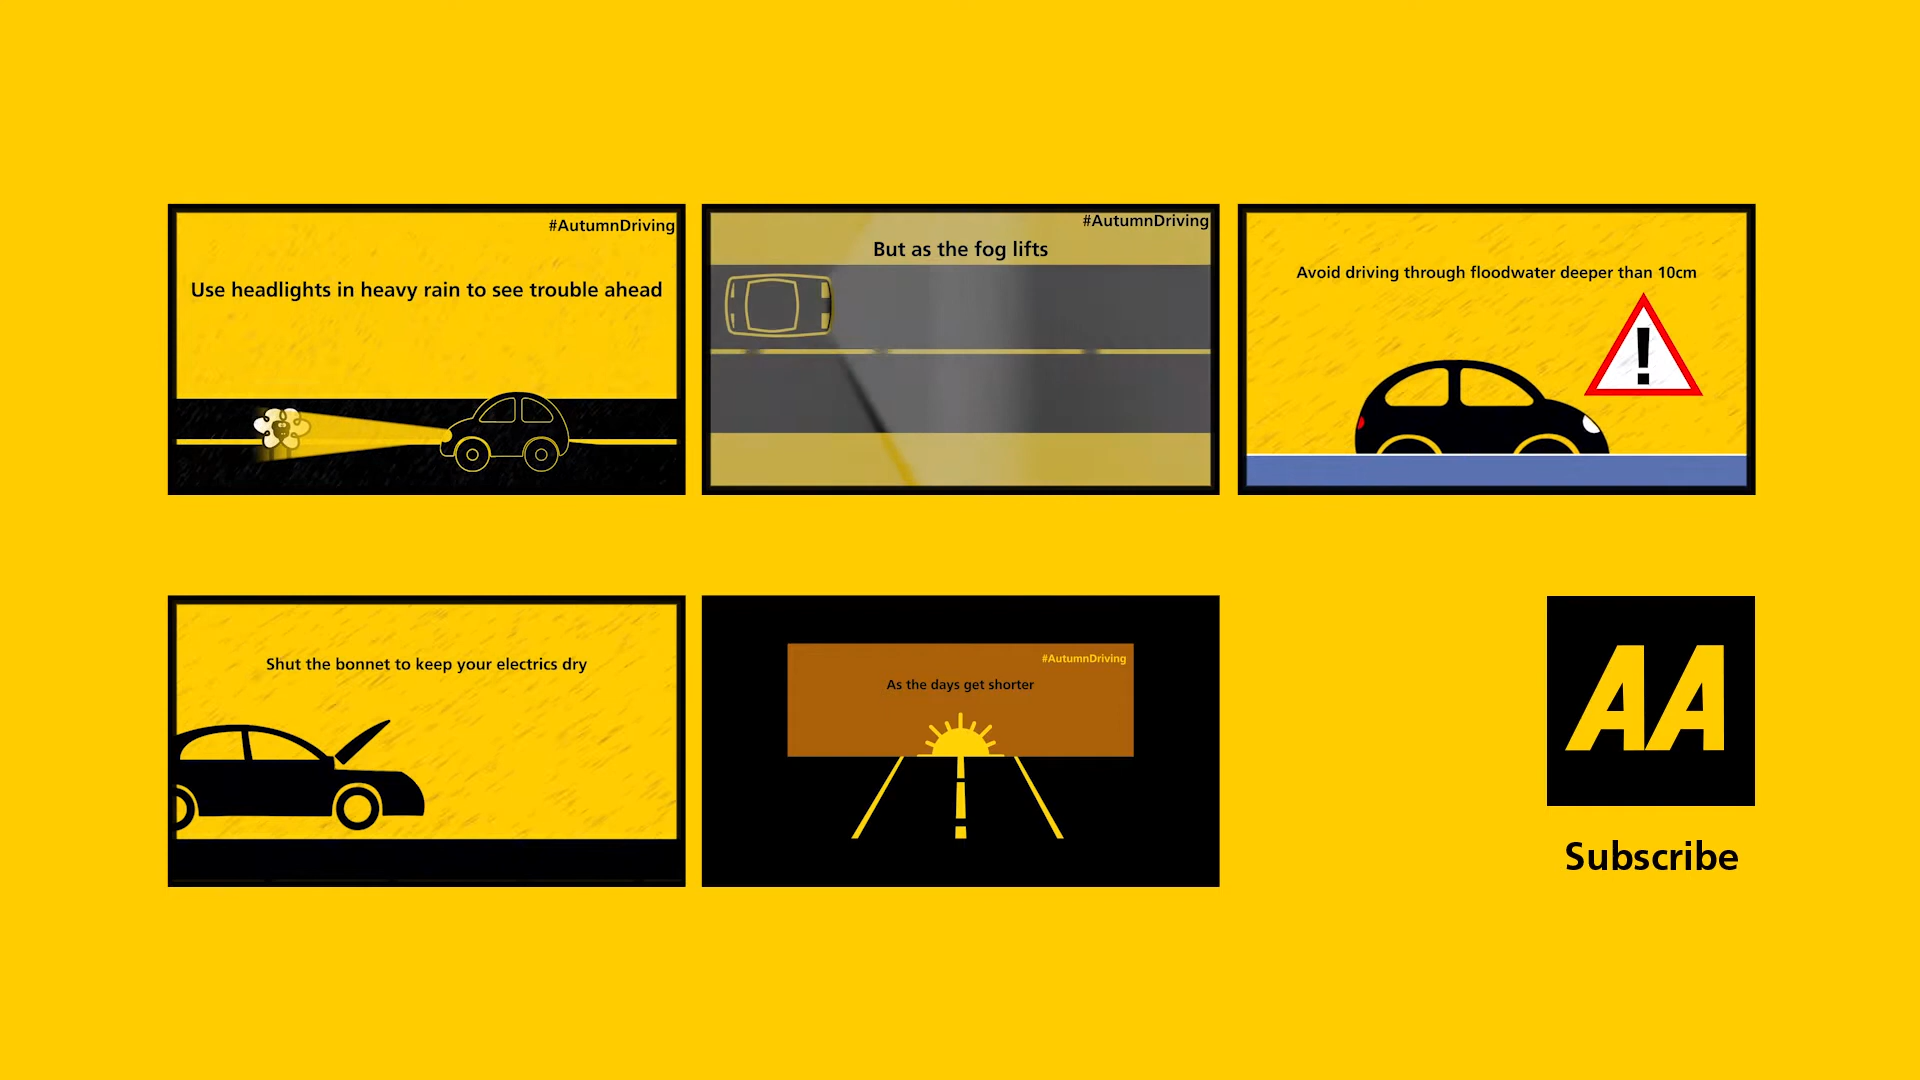 #AutumnDriving
Use headlights in heavy rain to see trouble ahead
#AutumnDriving
But as the fog lifts
Avoid driving through floodwater deeper than 10cm
!
Shut the bonnet to keep your electrics dry
#AutumnDriving
As the days get shorter
AA
Subscribe